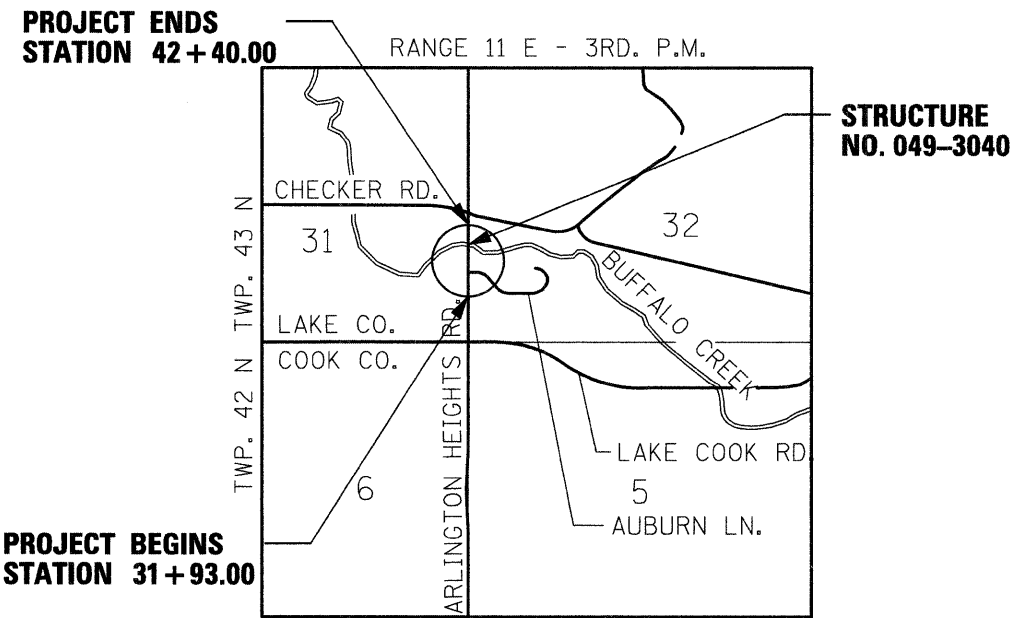 PROJECT ENDS
STATION 42+40.00
RANGE 11 E - 3RD. P.M.
STRUCTURE
NO. 049-3040
CHECKER RD.
31
32
TWP. 43 N
BUFFALO CREEK
LAKE CO.
COOK CO.
TWP. 42 N
ARLINGTON HEIGHTS RD.
LAKE COOK RD
6
5
AUBURN LN.
PROJECT BEGINS
STATION 31+93.00